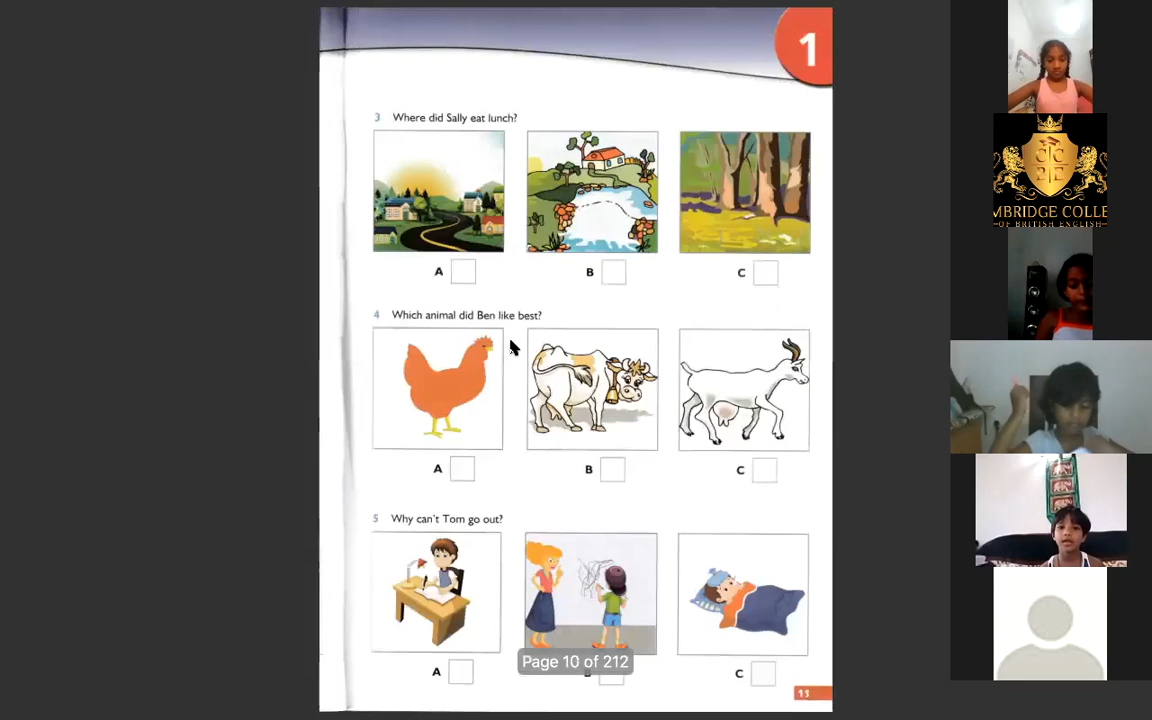 1
3 Where did Sally eat lunch?
A B C
4 Which animal did Ben like best?
A B C
5 Why can't Tom go out?
A B C
Page 10 of 212
11
MBRIDGE COLLE
OF BRITISH ENGLISH